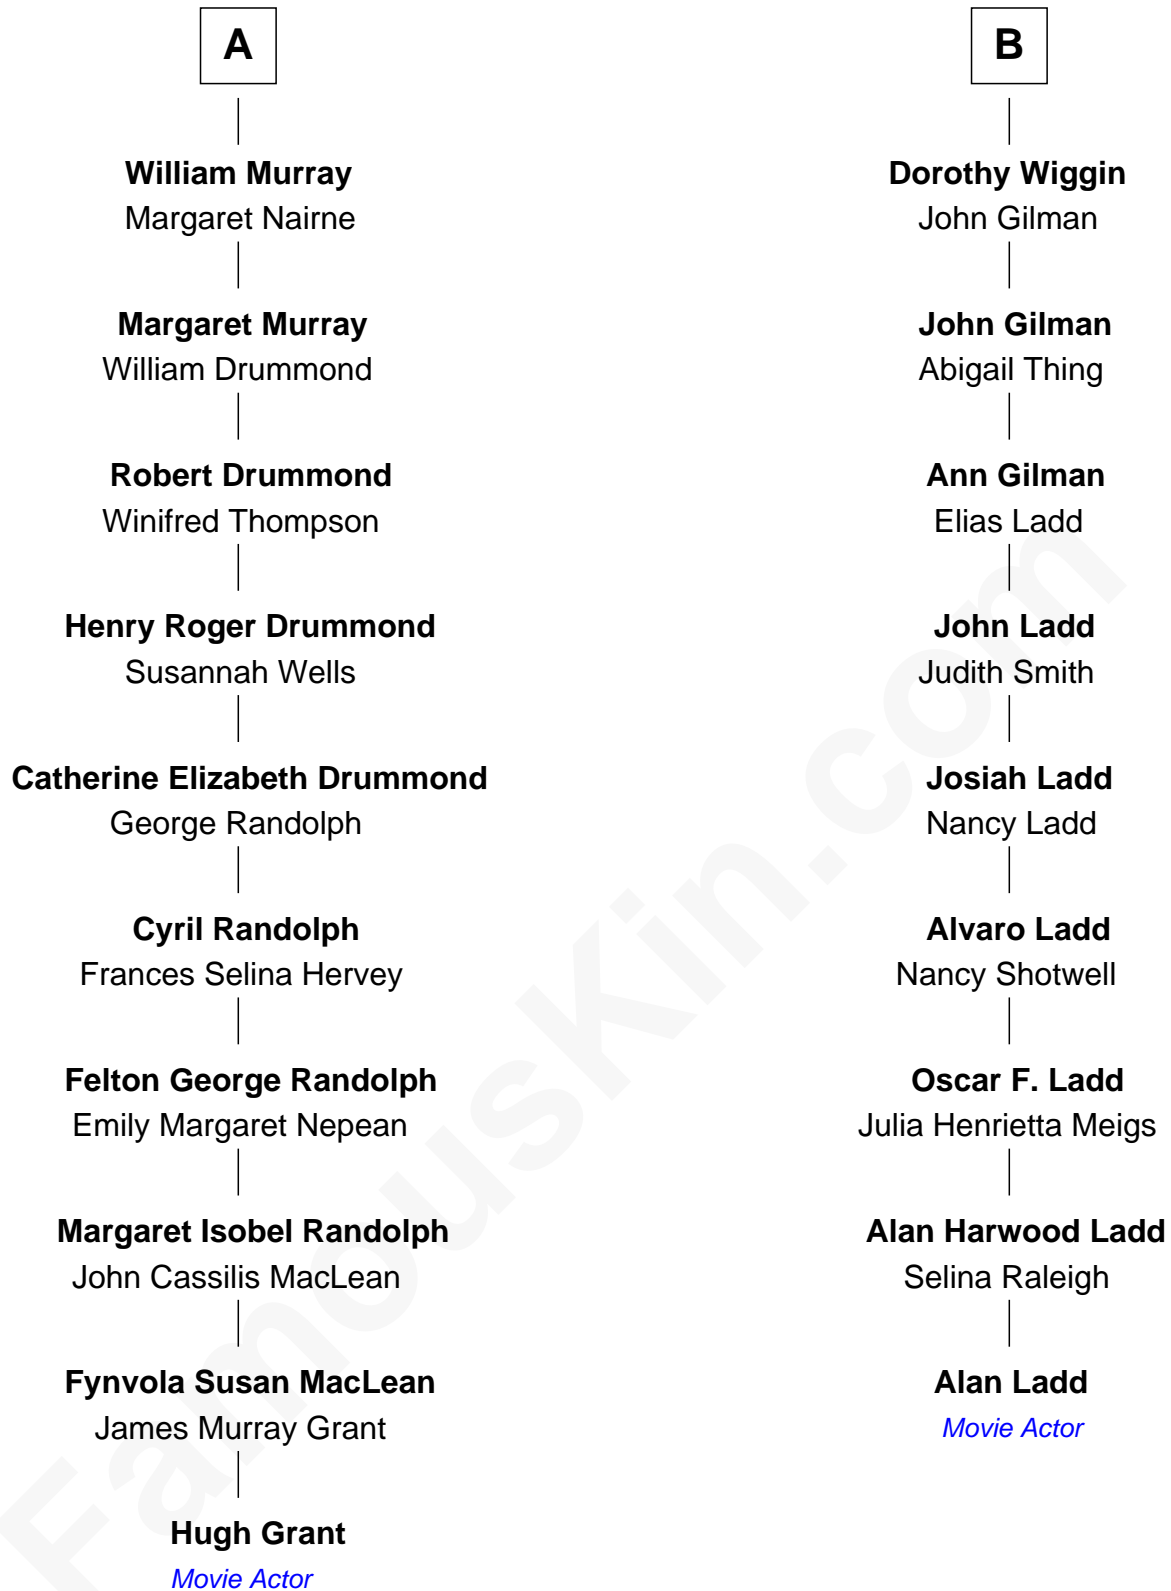 A
William Murray
Margaret Nairne
Margaret Murray
William Drummond
Robert Drummond
Winifred Thompson
Henry Roger Drummond
Susannah Wells
Catherine Elizabeth Drummond
George Randolph
Cyril Randolph
Frances Selina Hervey
Felton George Randolph
Emily Margaret Nepean
Margaret Isobel Randolph
John Cassilis MacLean
Fynvola Susan MacLean
James Murray Grant
Hugh Grant
Movie Actor
B
Dorothy Wiggin
John Gilman
John Gilman
Abigail Thing
Ann Gilman
Elias Ladd
John Ladd
Judith Smith
Josiah Ladd
Nancy Ladd
Alvaro Ladd
Nancy Shotwell
Oscar F. Ladd
Julia Henrietta Meigs
Alan Harwood Ladd
Selina Raleigh
Alan Ladd
Movie Actor
FamousKin.com